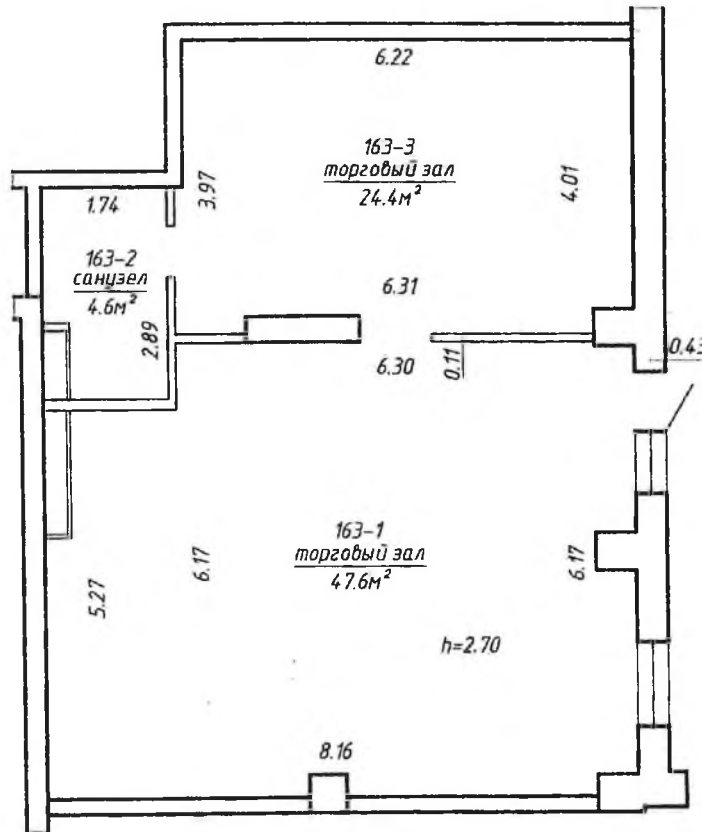 6.22
163-3
торговый зал
24.4м²
3.97
4.01
1.74
163-2
санузел
4.6м²
2.89
6.31
6.30
0.11
0.43
163-1
торговый зал
47.6м²
6.17
6.17
5.27
h=2.70
8.16